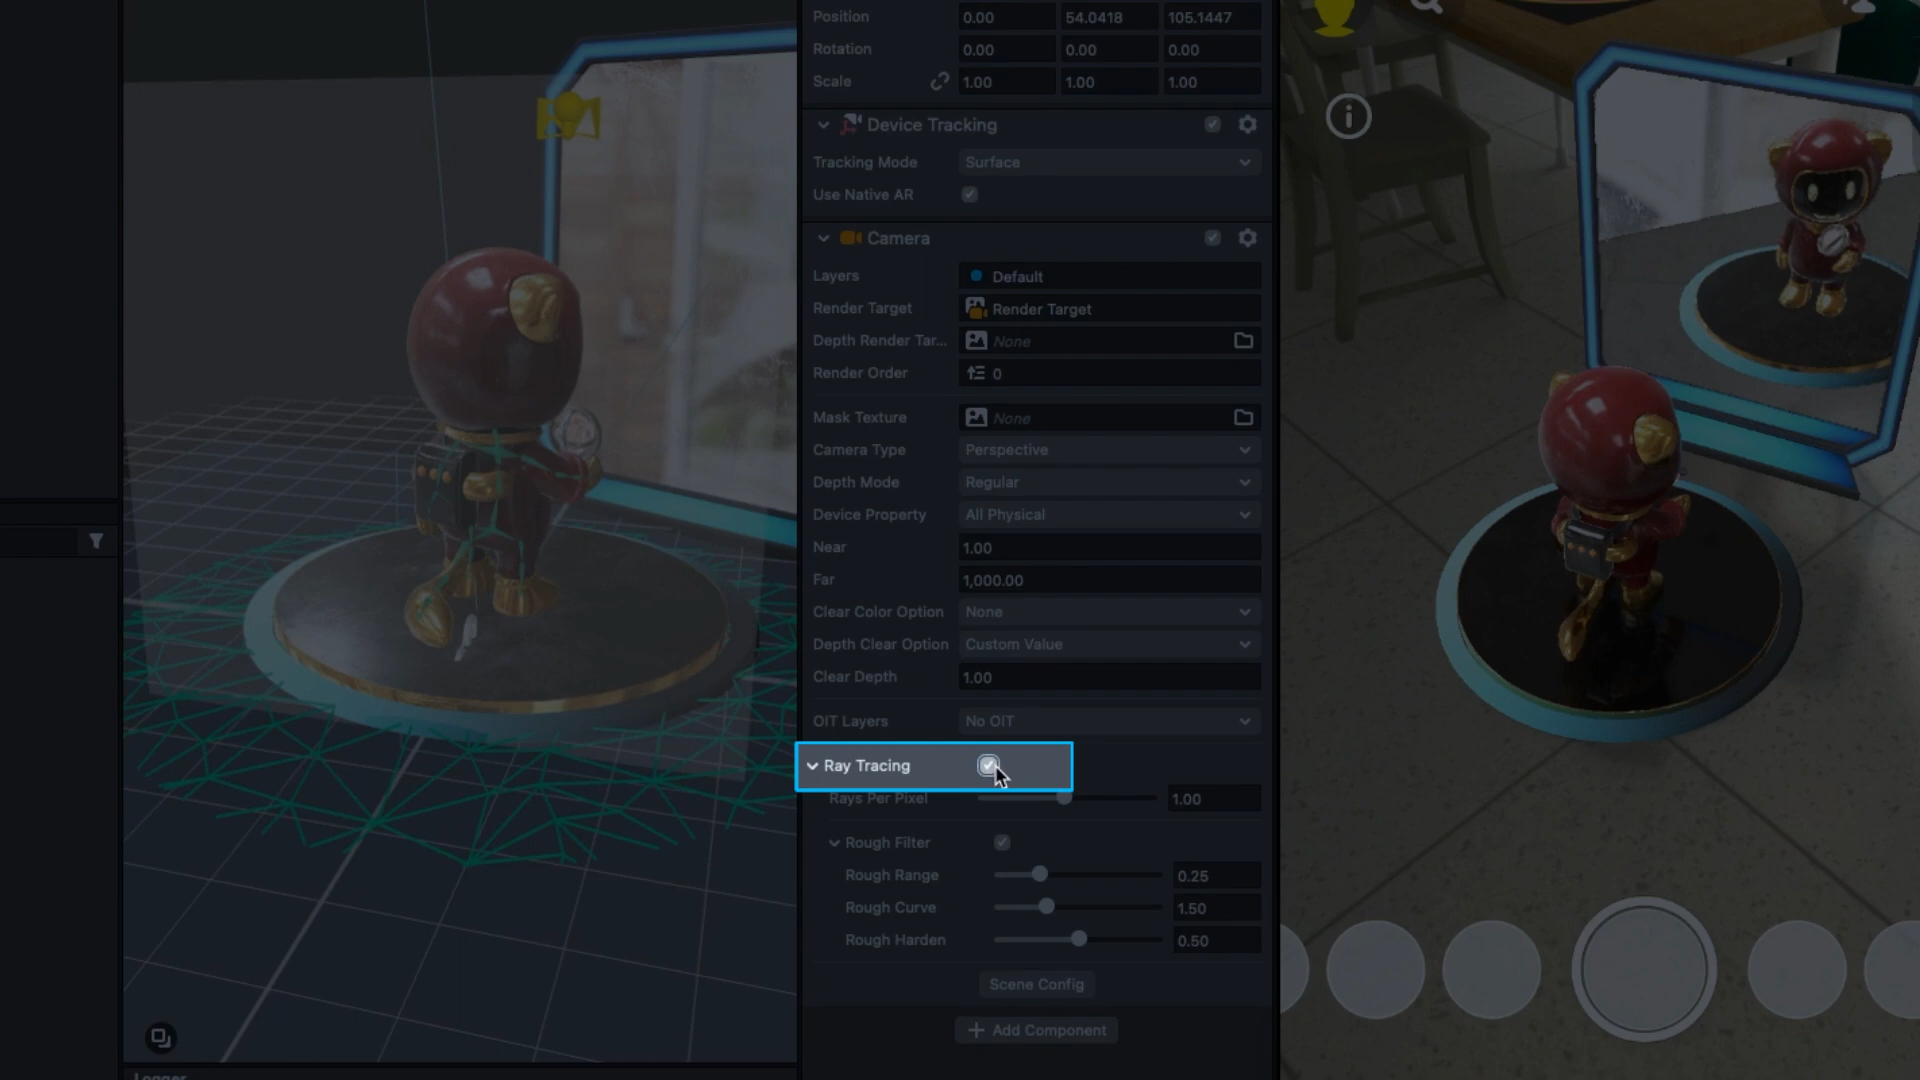 Position 0.00 54.0418 105.1447
Rotation 0.00 0.00 0.00
Scale 1.00 1.00 1.00
Device Tracking
Tracking Mode Surface
Use Native AR
Camera
Layers Default
Render Target Render Target
Depth Render Tar... None
Render Order 0
Mask Texture None
Camera Type Perspective
Depth Mode Regular
Device Property All Physical
Near 1.00
Far 1,000.00
Clear Color Option None
Depth Clear Option Custom Value
Clear Depth 1.00
OIT Layers No OIT
Ray Tracing
Rays Per Pixel 1.00
Rough Filter
Rough Range 0.25
Rough Curve 1.50
Rough Harden 0.50
Scene Config
+ Add Component
Logger